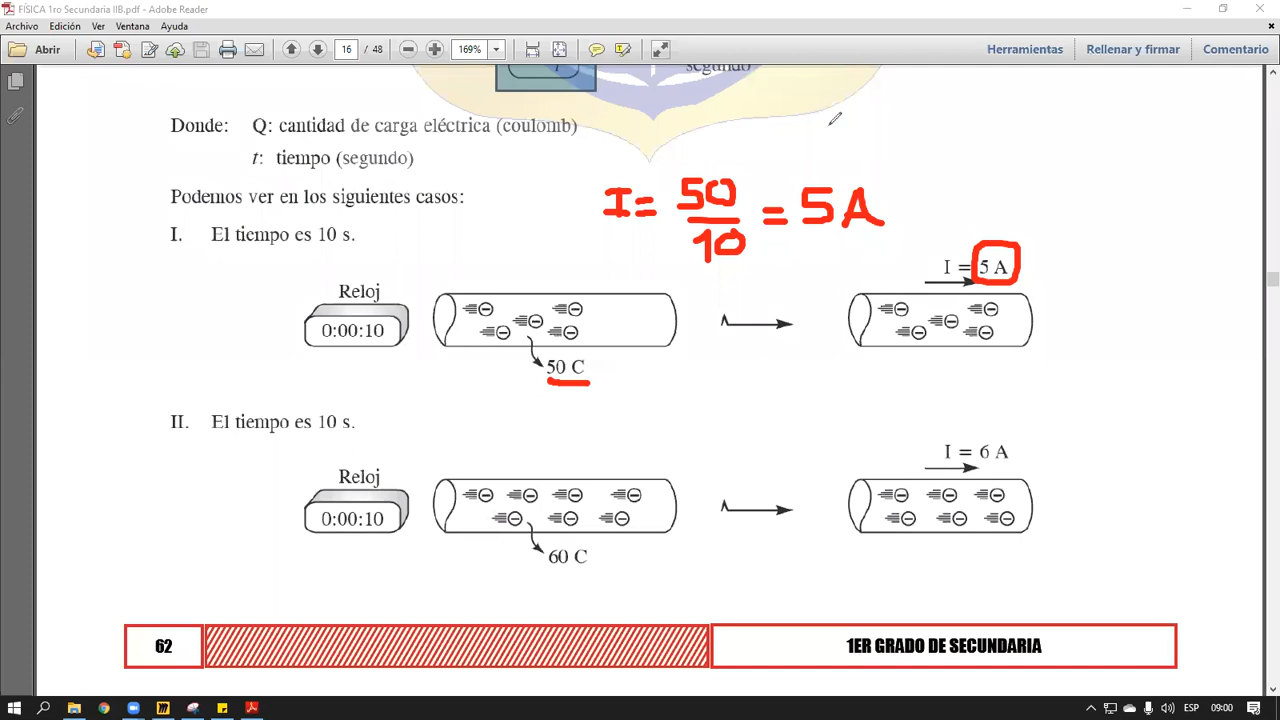 FÍSICA 1ro Secundaria IIB.pdf - Adobe Reader
Archivo Edición Ver Ventana Ayuda
Abrir 16 / 48 169% Herramientas Rellenar y firmar Comentario
segundo
Donde: Q: cantidad de carga eléctrica (coulomb)
t: tiempo (segundo)
Podemos ver en los siguientes casos:
I = 50/10 = 5 A
I. El tiempo es 10 s.
I = 5 A
Reloj
0:00:10
50 C
II. El tiempo es 10 s.
I = 6 A
Reloj
0:00:10
60 C
62 1ER GRADO DE SECUNDARIA
ESP 09:00